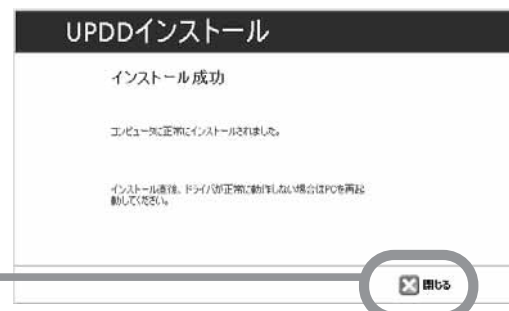 UPDDインストール
インストール成功
コンピュータに正常にインストールされました。
インストール直後、ドライバが正常に動作しない場合はPCを再起
動してください。
閉じる